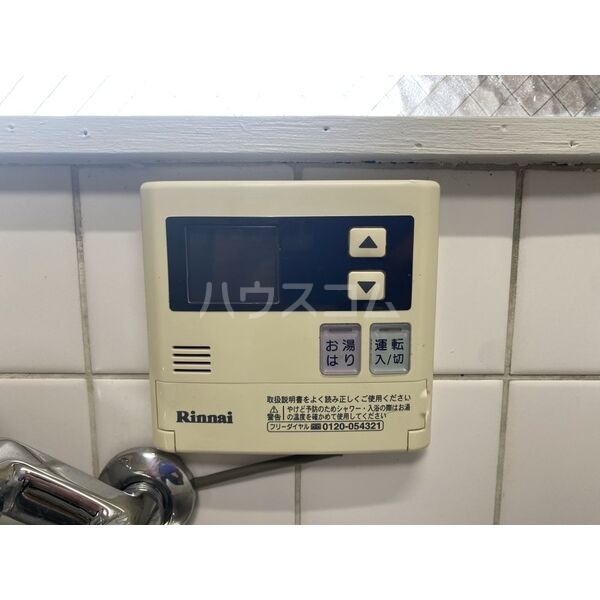 ▲
ハウスコム
▼
お湯はり
運転入/切
取扱説明書をよく読み正しくご使用ください
Rinnai
⚠警告 やけど予防のためシャワー・入浴の際はお湯
の温度を確かめて使用してください
フリーダイヤル 0120-054321